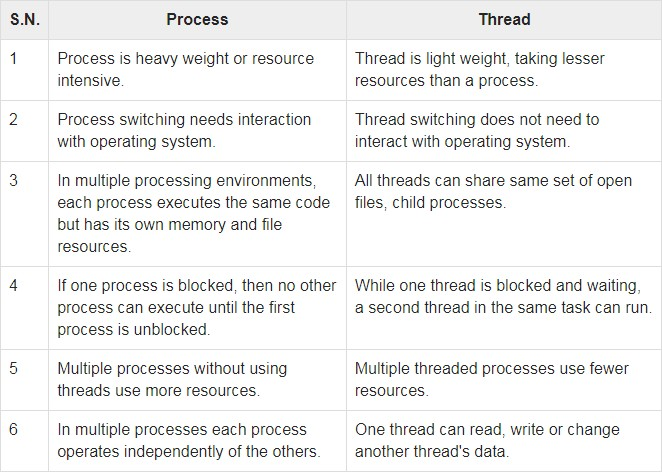 S.N. Process Thread
1 Process is heavy weight or resource Thread is light weight, taking lesser
intensive. resources than a process.
2 Process switching needs interaction Thread switching does not need to
with operating system. interact with operating system.
3 In multiple processing environments, All threads can share same set of open
each process executes the same code files, child processes.
but has its own memory and file
resources.
4 If one process is blocked, then no other While one thread is blocked and waiting,
process can execute until the first a second thread in the same task can run.
process is unblocked.
5 Multiple processes without using Multiple threaded processes use fewer
threads use more resources. resources.
6 In multiple processes each process One thread can read, write or change
operates independently of the others. another thread's data.